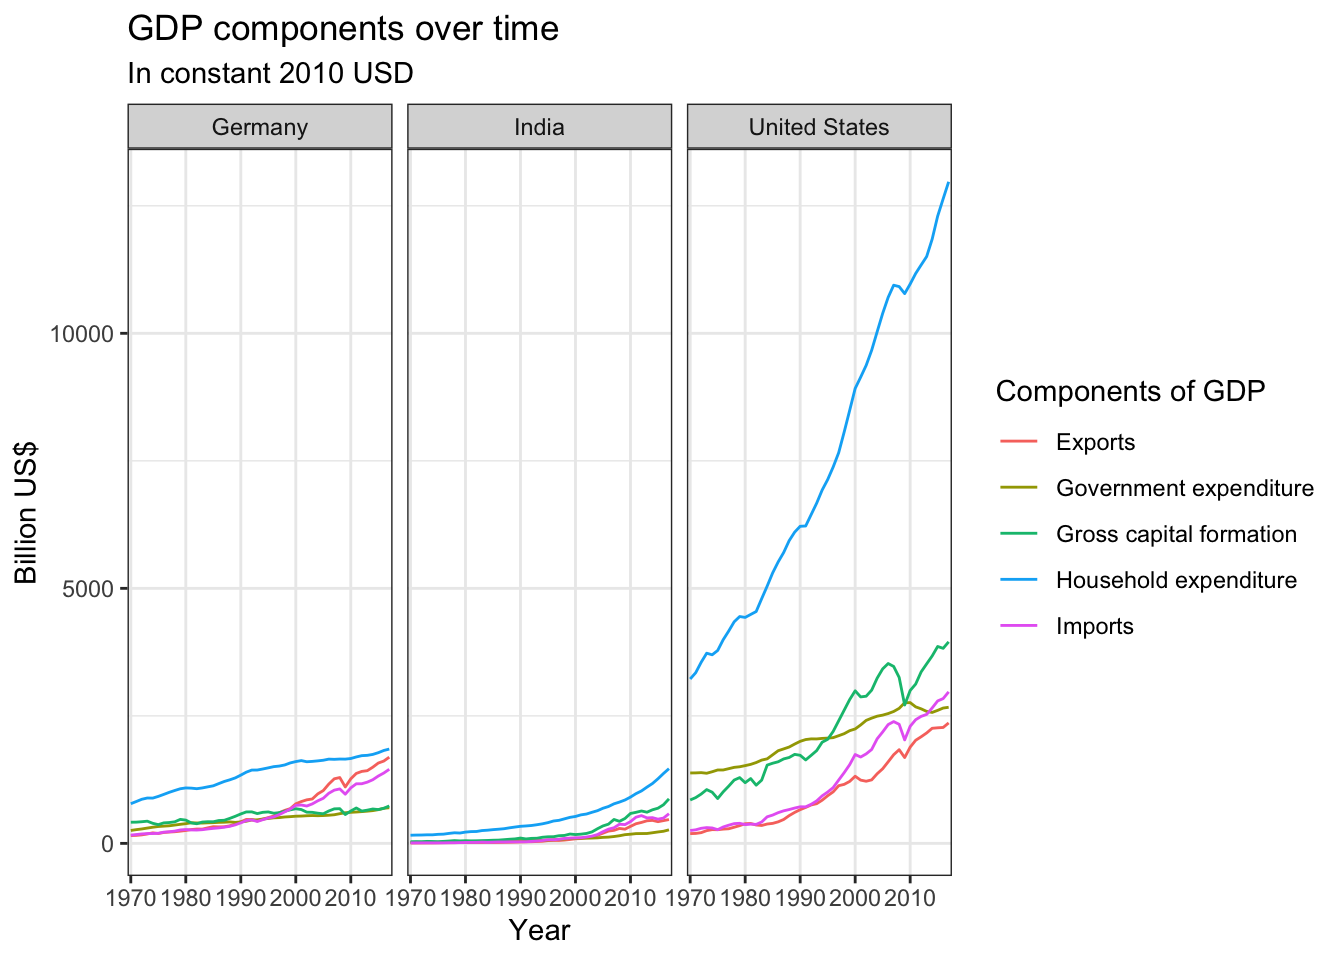 GDP components over time
In constant 2010 USD
Germany
India
United States
Billion US$
10000
5000
0
1970 1980 1990 2000 2010
1970 1980 1990 2000 2010
1970 1980 1990 2000 2010
Year
Components of GDP
Exports
Government expenditure
Gross capital formation
Household expenditure
Imports